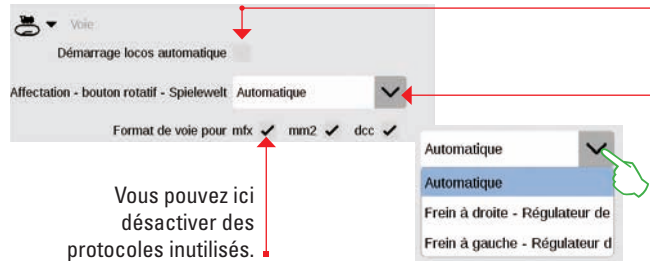 Voie
Démarrage locos automatique
Affectation - bouton rotatif - Spielewelt Automatique
Format de voie pour mfx mm2 dcc
Vous pouvez ici
désactiver des
protocoles inutilisés.
Automatique
Automatique
Frein à droite - Régulateur de
Frein à gauche - Régulateur d